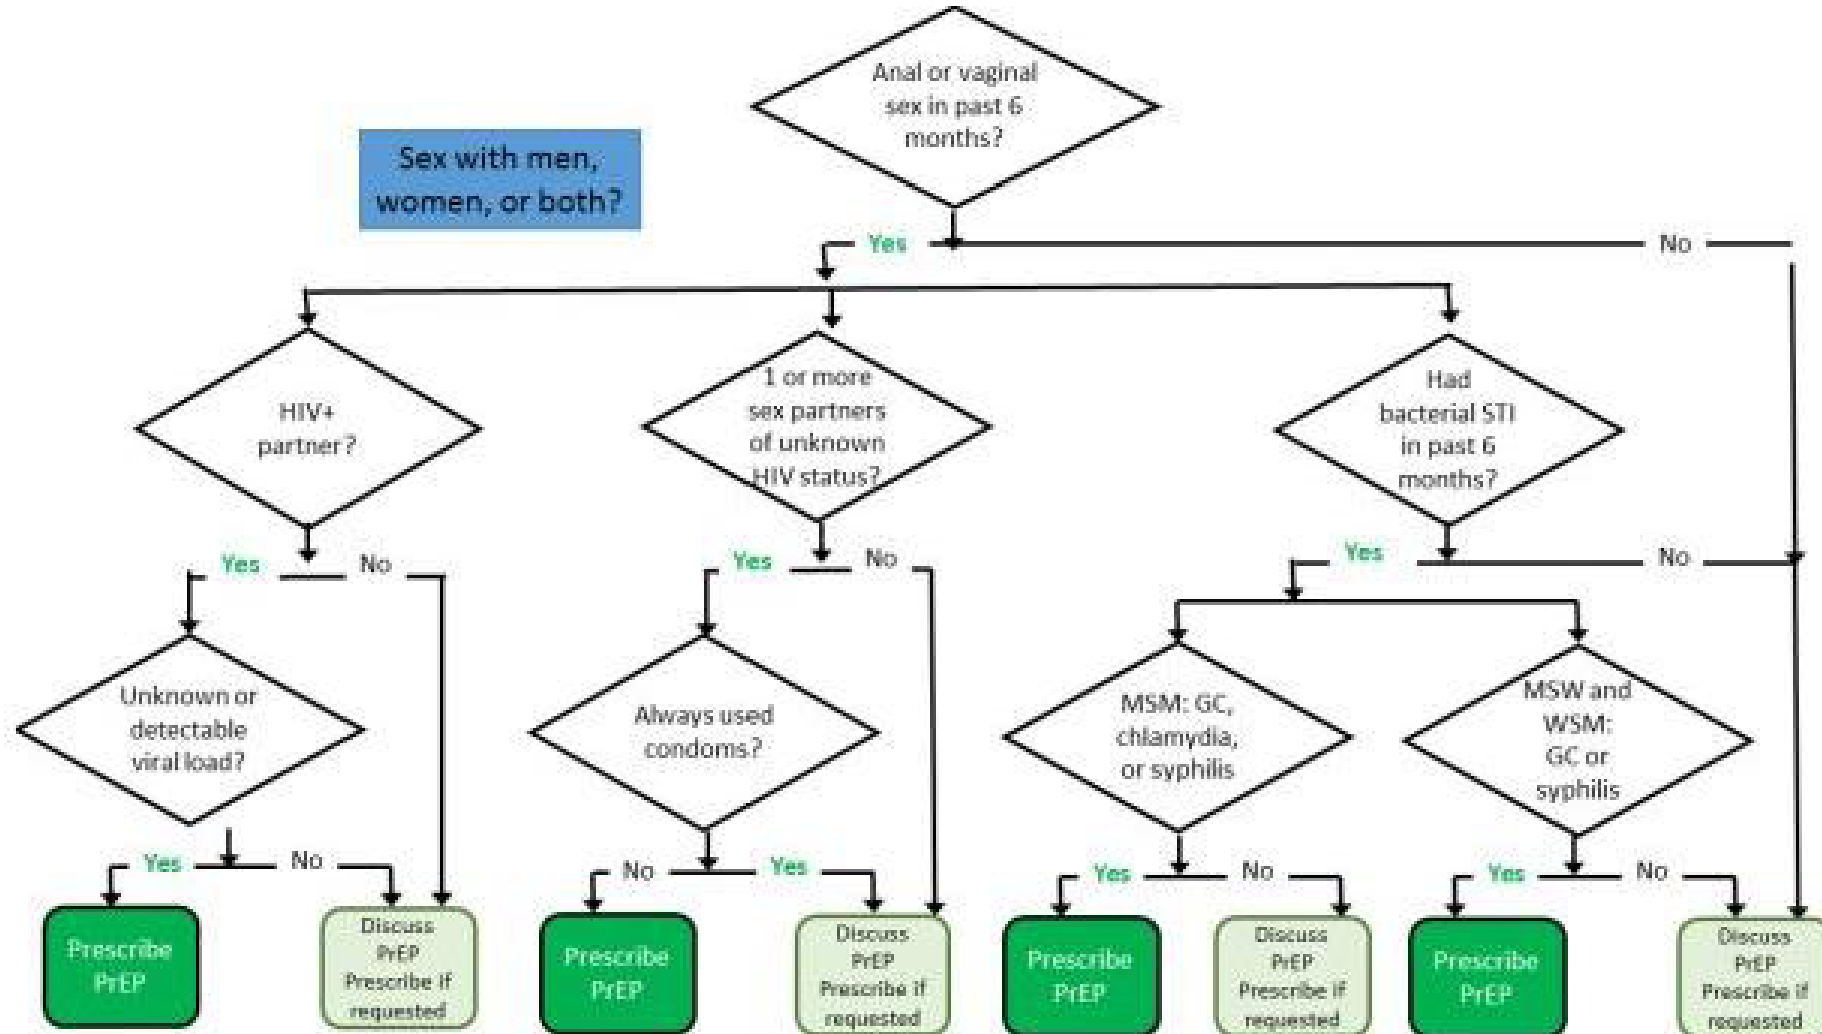 Anal or vaginal
sex in past 6
months?
Sex with men,
women, or both?
Yes
No
HIV+
partner?
1 or more
sex partners
of unknown
HIV status?
Had
bacterial STI
in past 6
months?
Yes
No
Yes
No
Yes
No
Unknown or
detectable
viral load?
Always used
condoms?
MSM: GC,
chlamydia,
or syphilis
MSW and
WSM:
GC or
syphilis
Yes
No
No
Yes
Yes
No
Yes
No
Prescribe
PrEP
Discuss
PrEP
Prescribe if
requested
Prescribe
PrEP
Discuss
PrEP
Prescribe if
requested
Prescribe
PrEP
Discuss
PrEP
Prescribe if
requested
Prescribe
PrEP
Discuss
PrEP
Prescribe if
requested